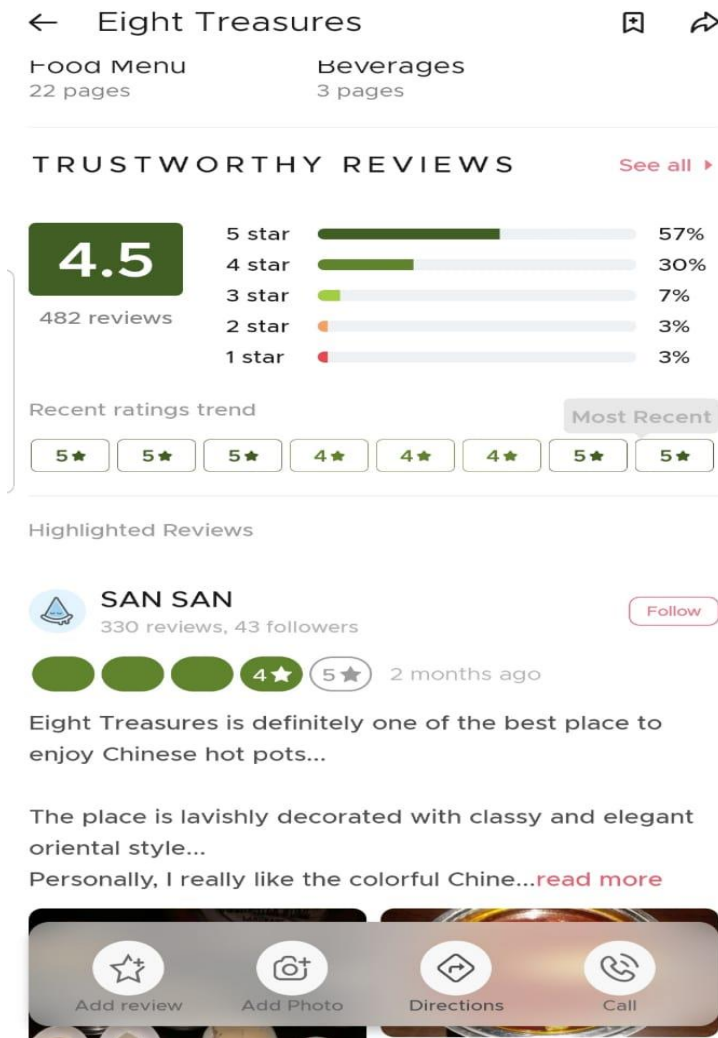 Eight Treasures
Food Menu
22 pages
Beverages
3 pages
TRUSTWORTHY REVIEWS
See all
4.5
482 reviews
5 star 57%
4 star 30%
3 star 7%
2 star 3%
1 star 3%
Recent ratings trend
Most Recent
5★ 5★ 5★ 4★ 4★ 4★ 5★ 5★
Highlighted Reviews
SAN SAN
330 reviews, 43 followers
Follow
4★ 5★ 2 months ago
Eight Treasures is definitely one of the best place to
enjoy Chinese hot pots...
The place is lavishly decorated with classy and elegant
oriental style...
Personally, I really like the colorful Chine...read more
Add review
Add Photo
Directions
Call